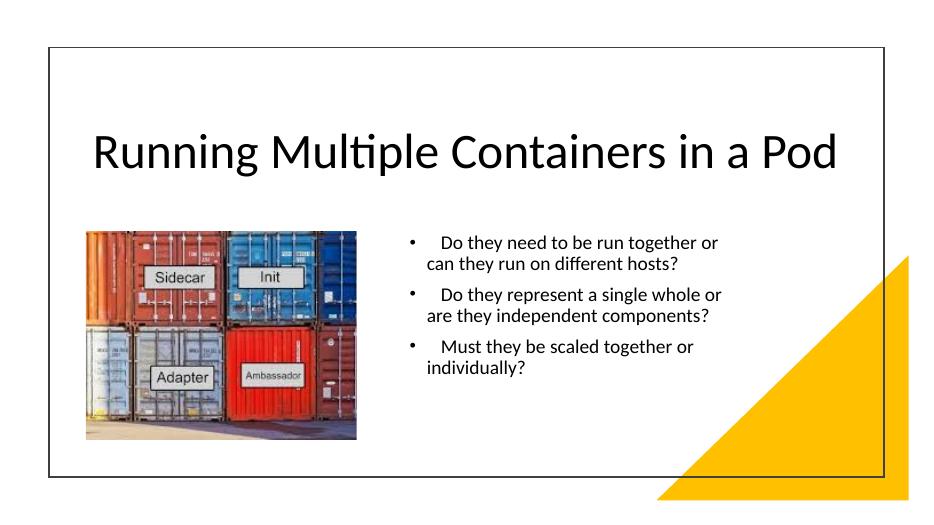 Running Multiple Containers in a Pod
Sidecar
Init
Adapter
Ambassador
• Do they need to be run together or
can they run on different hosts?
• Do they represent a single whole or
are they independent components?
• Must they be scaled together or
individually?